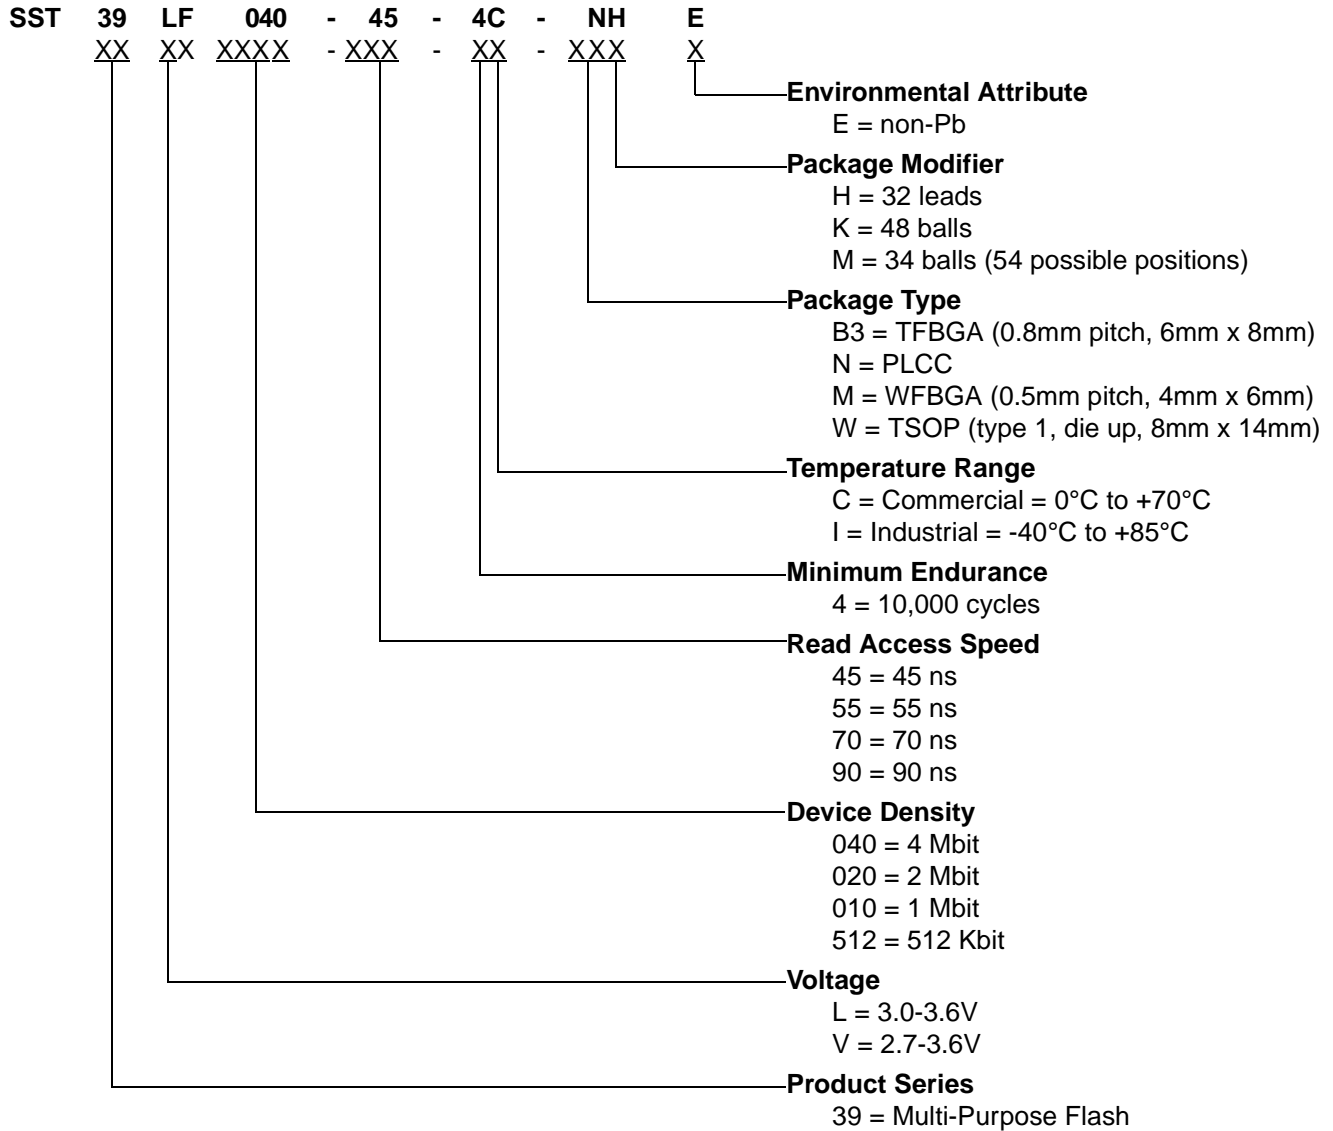 SST 39 LF 040 - 45 - 4C - NH E
XX XX XXXX - XXX - XX - XXX X
Environmental Attribute
E = non-Pb
Package Modifier
H = 32 leads
K = 48 balls
M = 34 balls (54 possible positions)
Package Type
B3 = TFBGA (0.8mm pitch, 6mm x 8mm)
N = PLCC
M = WFBGA (0.5mm pitch, 4mm x 6mm)
W = TSOP (type 1, die up, 8mm x 14mm)
Temperature Range
C = Commercial = 0°C to +70°C
I = Industrial = -40°C to +85°C
Minimum Endurance
4 = 10,000 cycles
Read Access Speed
45 = 45 ns
55 = 55 ns
70 = 70 ns
90 = 90 ns
Device Density
040 = 4 Mbit
020 = 2 Mbit
010 = 1 Mbit
512 = 512 Kbit
Voltage
L = 3.0-3.6V
V = 2.7-3.6V
Product Series
39 = Multi-Purpose Flash